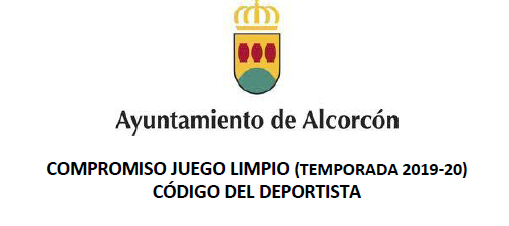 Ayuntamiento de Alcorcón
COMPROMISO JUEGO LIMPIO (TEMPORADA 2019-20)
CÓDIGO DEL DEPORTISTA